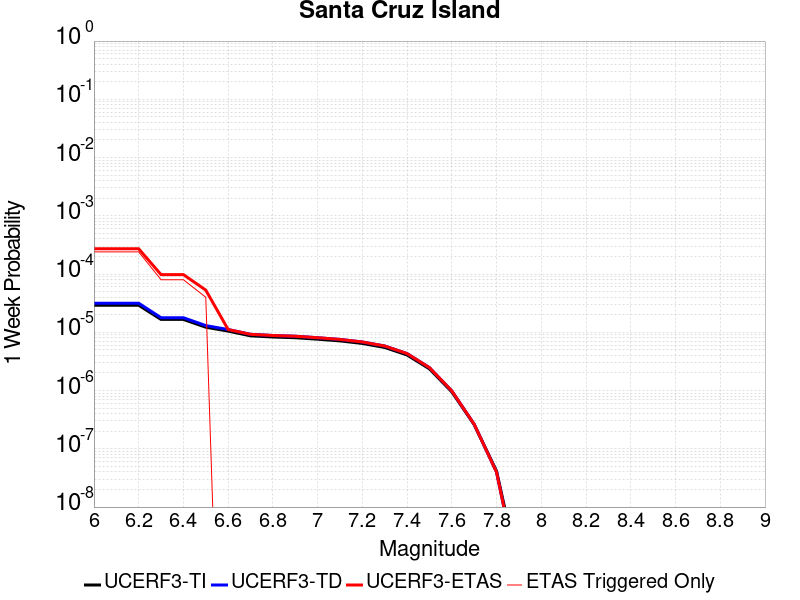 Santa Cruz Island
10^0
10^-1
10^-2
10^-3
10^-4
10^-5
10^-6
10^-7
10^-8
1 Week Probability
6 6.2 6.4 6.6 6.8 7 7.2 7.4 7.6 7.8 8 8.2 8.4 8.6 8.8 9
Magnitude
UCERF3-TI UCERF3-TD UCERF3-ETAS ETAS Triggered Only